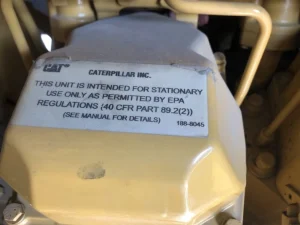 CAT CATERPILLAR INC.
THIS UNIT IS INTENDED FOR STATIONARY
USE ONLY AS PERMITTED BY EPA
REGULATIONS (40 CFR PART 89.2(2))
(SEE MANUAL FOR DETAILS)
188-8045